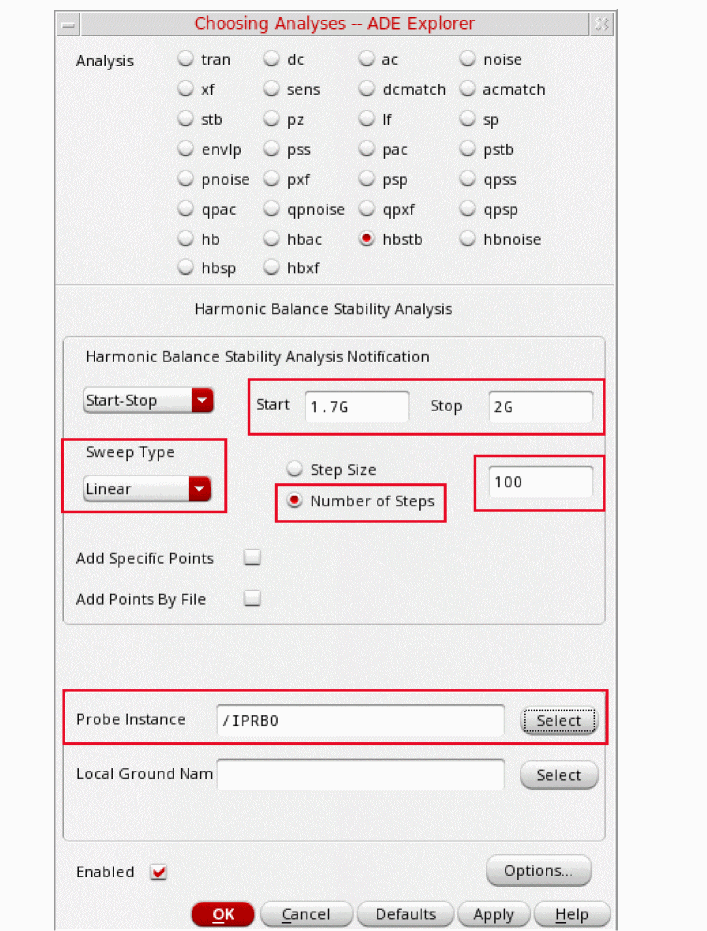 Choosing Analyses -- ADE Explorer
Analysis tran dc ac noise
xf sens dcmatch acmatch
stb pz lf sp
envlp pss pac pstb
pnoise pxf psp qpss
qpac qpnoise qpxf qpsp
hb hbac hbstb hbnoise
hbsp hbxf
Harmonic Balance Stability Analysis
Harmonic Balance Stability Analysis Notification
Start-Stop Start 1.7G Stop 2G
Sweep Type
Step Size
Linear 100
Number of Steps
Add Specific Points
Add Points By File
Probe Instance /IPRB0 Select
Local Ground Nam Select
Enabled Options...
OK Cancel Defaults Apply Help